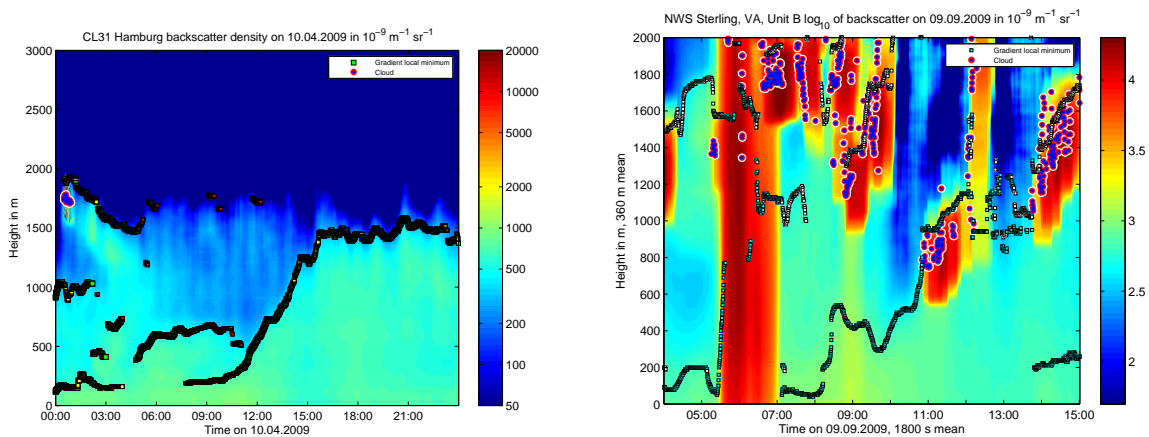 CL31 Hamburg backscatter density on 10.04.2009 in 10⁻⁹ m⁻¹ sr⁻¹
Height in m
3000
2500
2000
1500
1000
500
0
Gradient local minimum
Cloud
00:00 03:00 06:00 09:00 12:00 15:00 18:00 21:00
Time on 10.04.2009
20000
10000
5000
2000
1000
500
200
100
50
NWS Sterling, VA, Unit B log₁₀ of backscatter on 09.09.2009 in 10⁻⁹ m⁻¹ sr⁻¹
Height in m, 360 m mean
2000
1800
1600
1400
1200
1000
800
600
400
200
0
Gradient local minimum
Cloud
05:00 07:00 09:00 11:00 13:00 15:00
Time on 09.09.2009, 1800 s mean
4
3.5
3
2.5
2